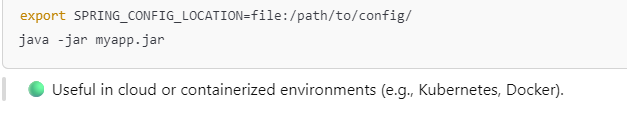 export SPRING_CONFIG_LOCATION=file:/path/to/config/
java -jar myapp.jar
Useful in cloud or containerized environments (e.g., Kubernetes, Docker).